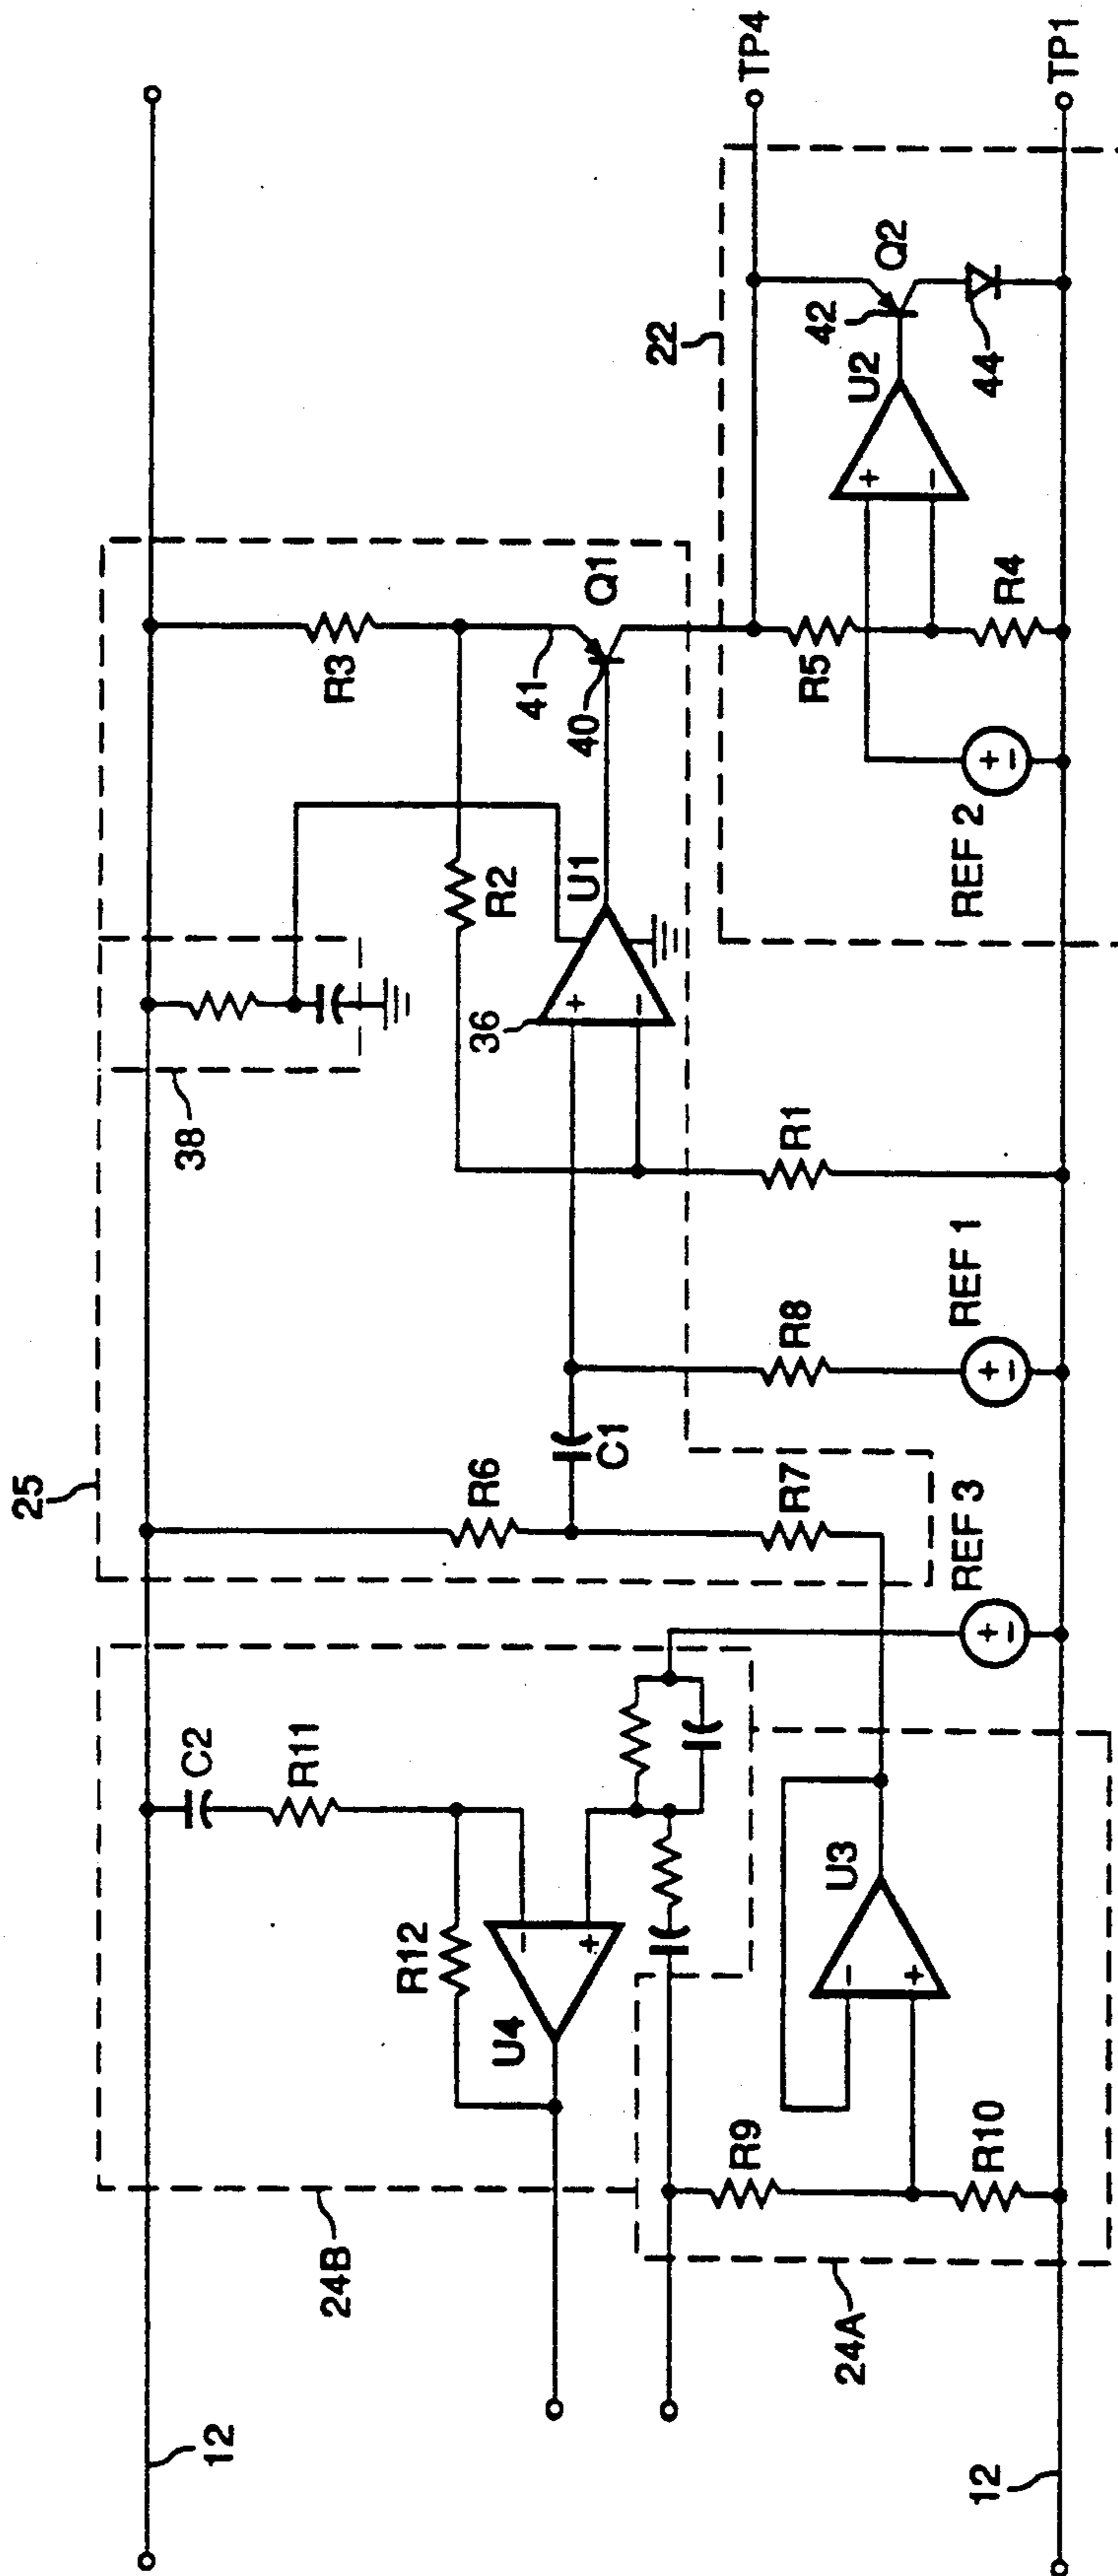 25
38
R3
41
Q1
40
R2
U1
36
+
−
R6
C1
R8
R1
R7
REF 1
REF 3
+
−
+
−
24B
C2
R11
R12
U4
−
+
U3
−
+
R9
R10
24A
12
12
22
TP4
TP1
Q2
42
U2
44
+
−
R5
R4
REF 2
+
−